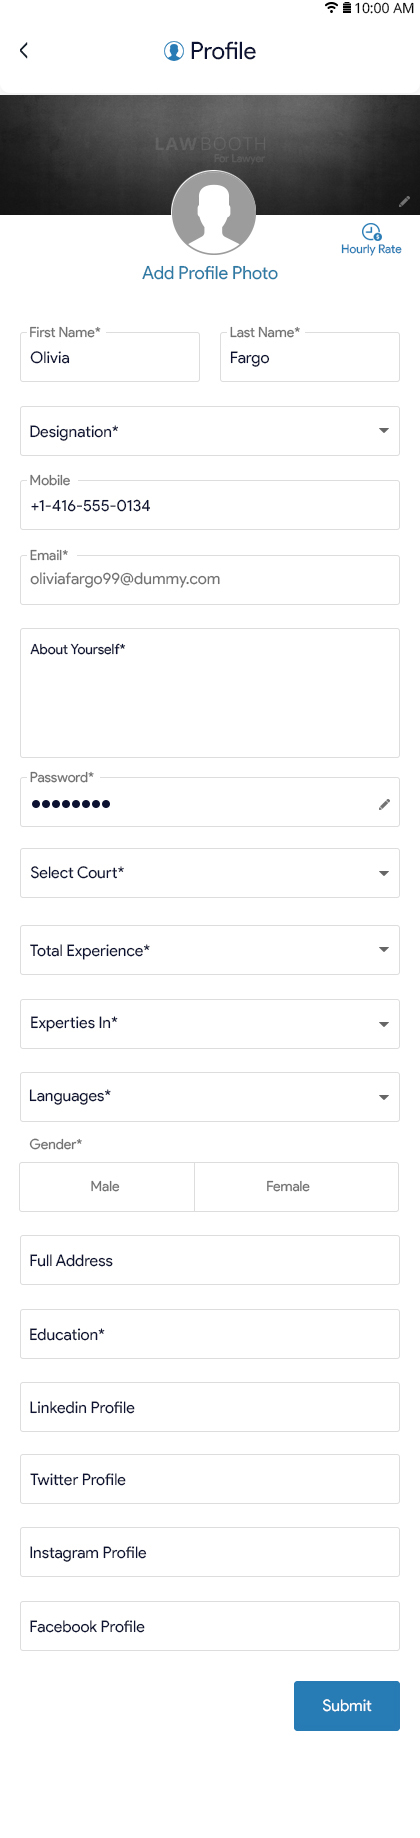 10:00 AM
Profile
LAWBOOTH
For Lawyer
Hourly Rate
Add Profile Photo
First Name*
Last Name*
Olivia
Fargo
Designation*
Mobile
+1-416-555-0134
Email*
oliviafargo99@dummy.com
About Yourself*
Password*
Select Court*
Total Experience*
Experties In*
Languages*
Gender*
Male
Female
Full Address
Education*
Linkedin Profile
Twitter Profile
Instagram Profile
Facebook Profile
Submit